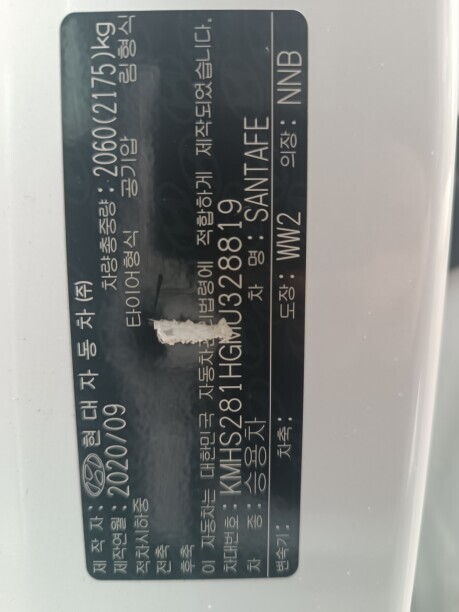 제 작 자: 현대자동차(주)
제작연월: 2020/09 차량총중량: 2060(2175)kg
적차시하중 타이어형식 공기압 림형식
전축
후축
이 자동차는 대한민국 자동차관리법령에 적합하게 제작되었습니다.
차대번호: KMHS281HGMU328819
차 종: 승용차 차 명: SANTAFE
변속기: 차축: 도장: WW2 의장: NNB